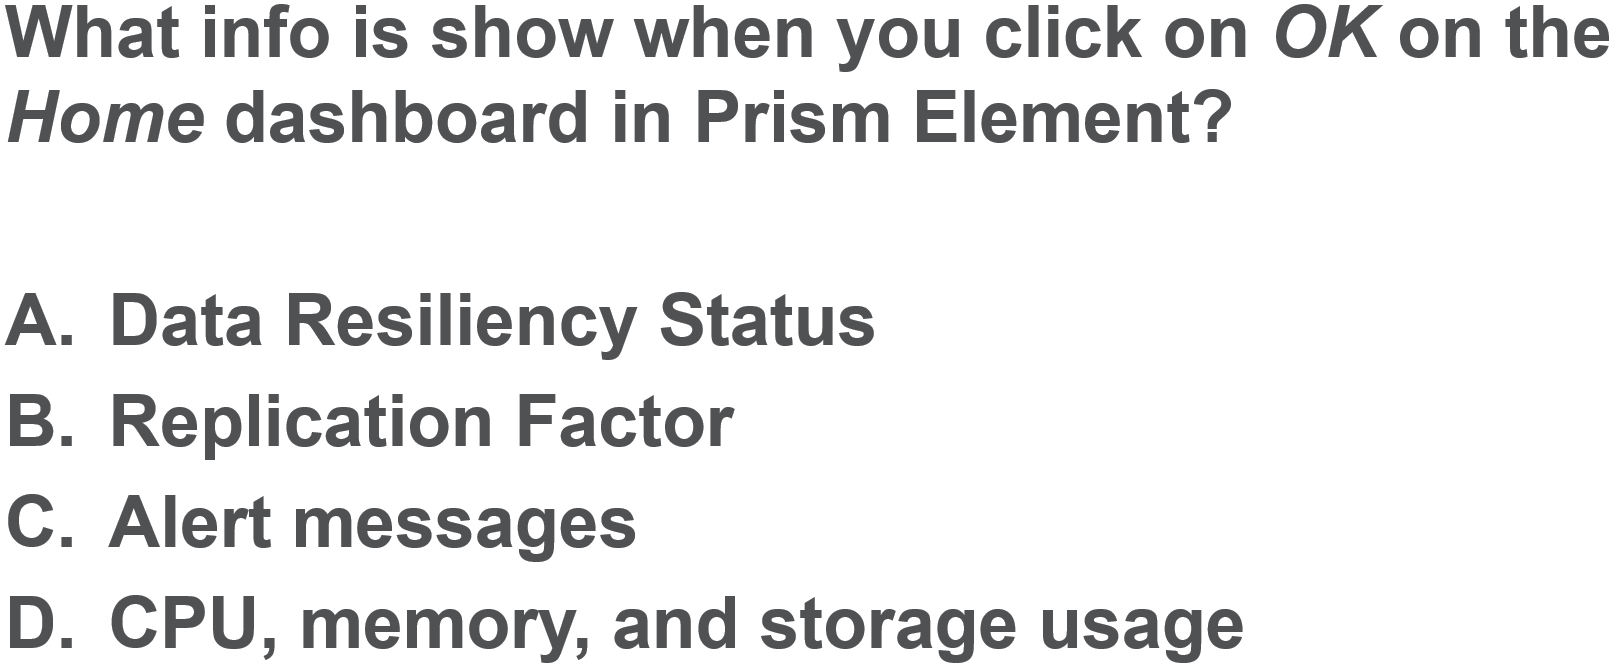 What info is show when you click on OK on the
Home dashboard in Prism Element?
A. Data Resiliency Status
B. Replication Factor
C. Alert messages
D. CPU, memory, and storage usage